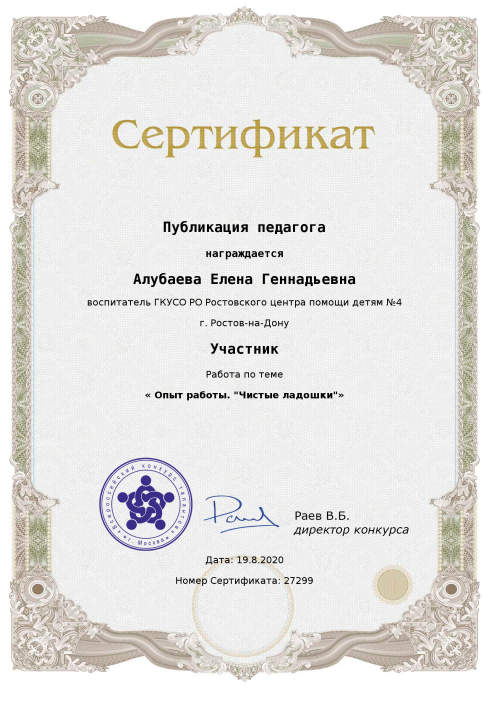 Сертификат
Публикация педагога
награждается
Алубаева Елена Геннадьевна
воспитатель ГКУСО РО Ростовского центра помощи детям №4
г. Ростов-на-Дону
Участник
Работа по теме
« Опыт работы. "Чистые ладошки"»
Всероссийский конкурс талантов
г. Москва
Раев В.Б.
директор конкурса
Дата: 19.8.2020
Номер Сертификата: 27299